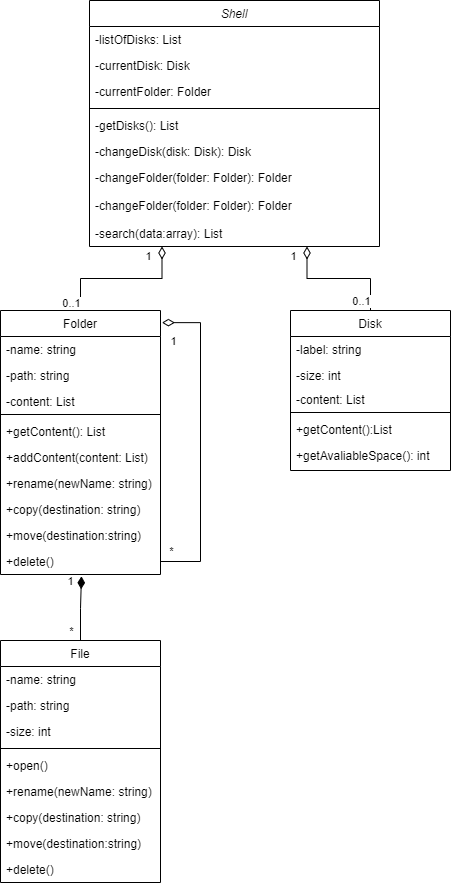 Shell
-listOfDisks: List
-currentDisk: Disk
-currentFolder: Folder
-getDisks(): List
-changeDisk(disk: Disk): Disk
-changeFolder(folder: Folder): Folder
-changeFolder(folder: Folder): Folder
-search(data:array): List
1
1
0..1
0..1
Folder
-name: string
-path: string
-content: List
+getContent(): List
+addContent(content: List)
+rename(newName: string)
+copy(destination: string)
+move(destination:string)
+delete()
1
*
Disk
-label: string
-size: int
-content: List
+getContent():List
+getAvaliableSpace(): int
1
*
File
-name: string
-path: string
-size: int
+open()
+rename(newName: string)
+copy(destination: string)
+move(destination:string)
+delete()